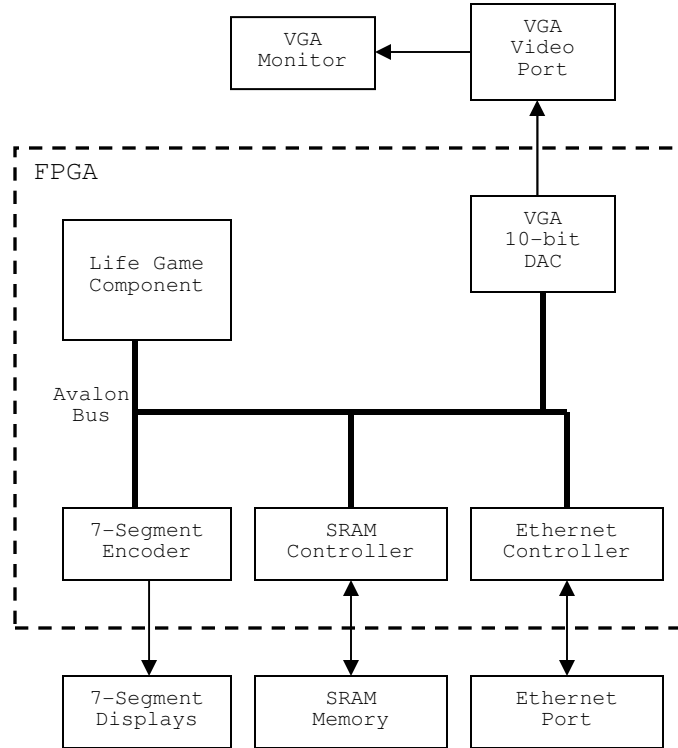 VGA
Monitor
VGA
Video
Port
FPGA
VGA
10-bit
DAC
Life Game
Component
Avalon
Bus
7-Segment
Encoder
SRAM
Controller
Ethernet
Controller
7-Segment
Displays
SRAM
Memory
Ethernet
Port